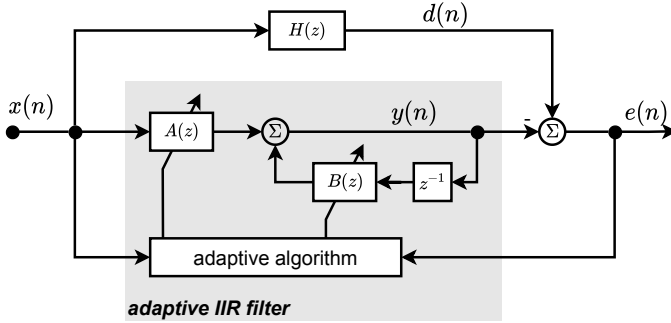 H(z)
d(n)
x(n)
A(z)
Σ
y(n)
-
Σ
e(n)
B(z)
z⁻¹
adaptive algorithm
adaptive IIR filter